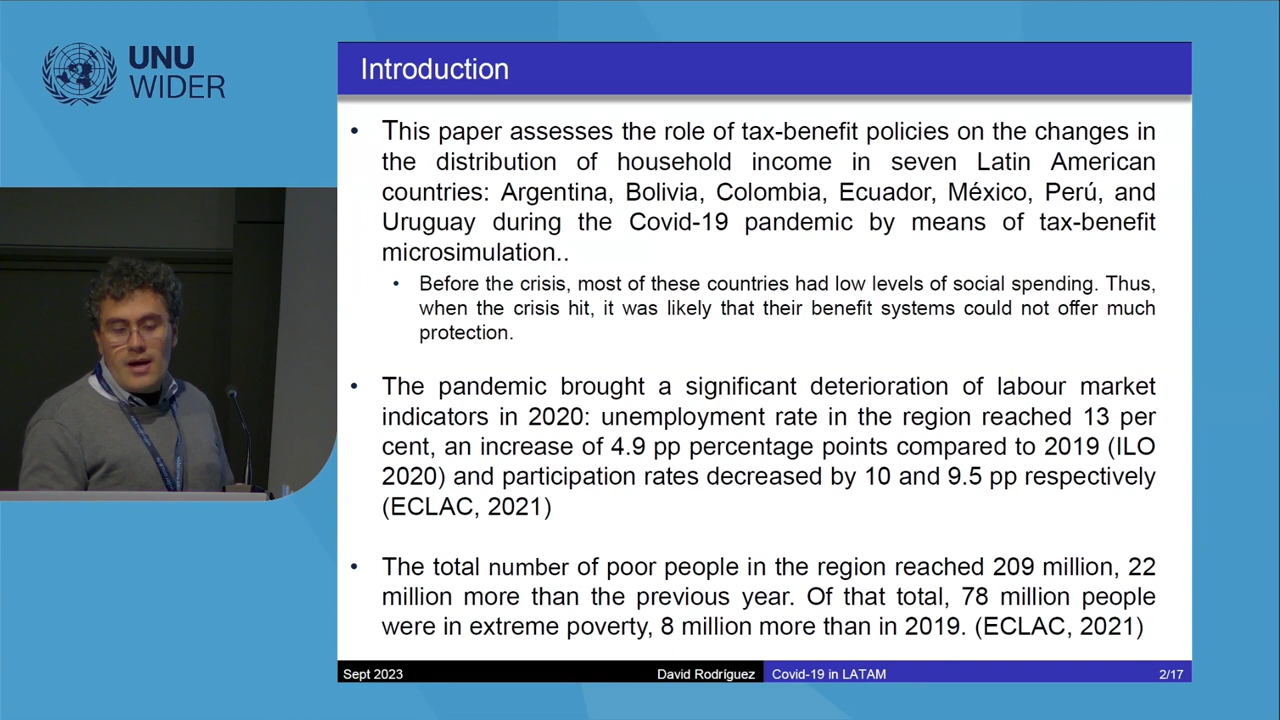 UNU
WIDER
Introduction
• This paper assesses the role of tax-benefit policies on the changes in
the distribution of household income in seven Latin American
countries: Argentina, Bolivia, Colombia, Ecuador, México, Perú, and
Uruguay during the Covid-19 pandemic by means of tax-benefit
microsimulation..
• Before the crisis, most of these countries had low levels of social spending. Thus,
when the crisis hit, it was likely that their benefit systems could not offer much
protection.
• The pandemic brought a significant deterioration of labour market
indicators in 2020: unemployment rate in the region reached 13 per
cent, an increase of 4.9 pp percentage points compared to 2019 (ILO
2020) and participation rates decreased by 10 and 9.5 pp respectively
(ECLAC, 2021)
• The total number of poor people in the region reached 209 million, 22
million more than the previous year. Of that total, 78 million people
were in extreme poverty, 8 million more than in 2019. (ECLAC, 2021)
Sept 2023 David Rodríguez Covid-19 in LATAM 2/17